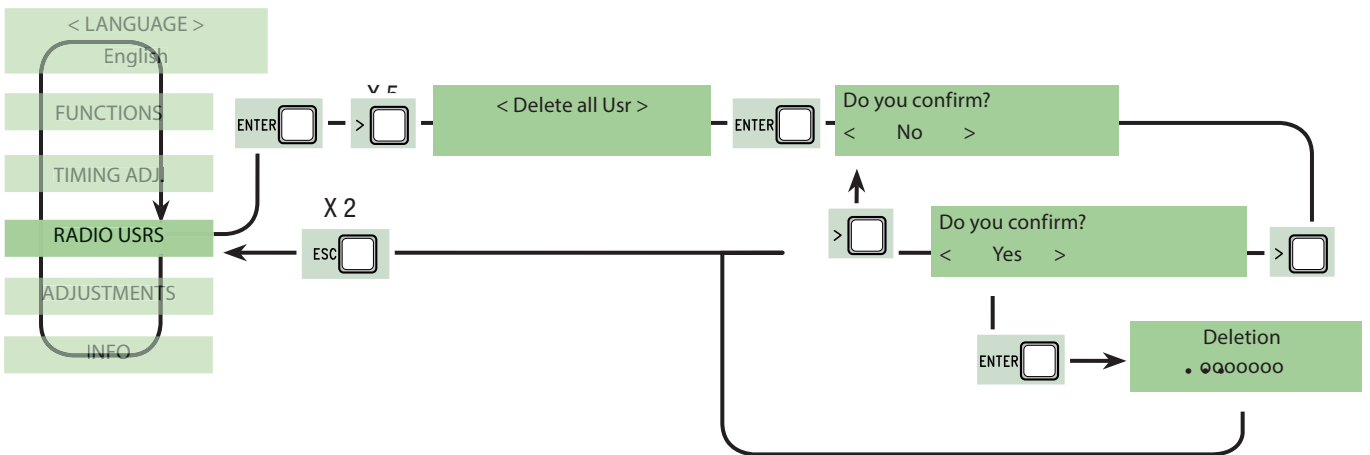 < LANGUAGE >
English
FUNCTIONS
TIMING ADJ.
RADIO USRS
ADJUSTMENTS
INFO
ENTER
>
< Delete all Usr >
ENTER
Do you confirm?
< No >
X 2
ESC
>
Do you confirm?
< Yes >
>
ENTER
Deletion